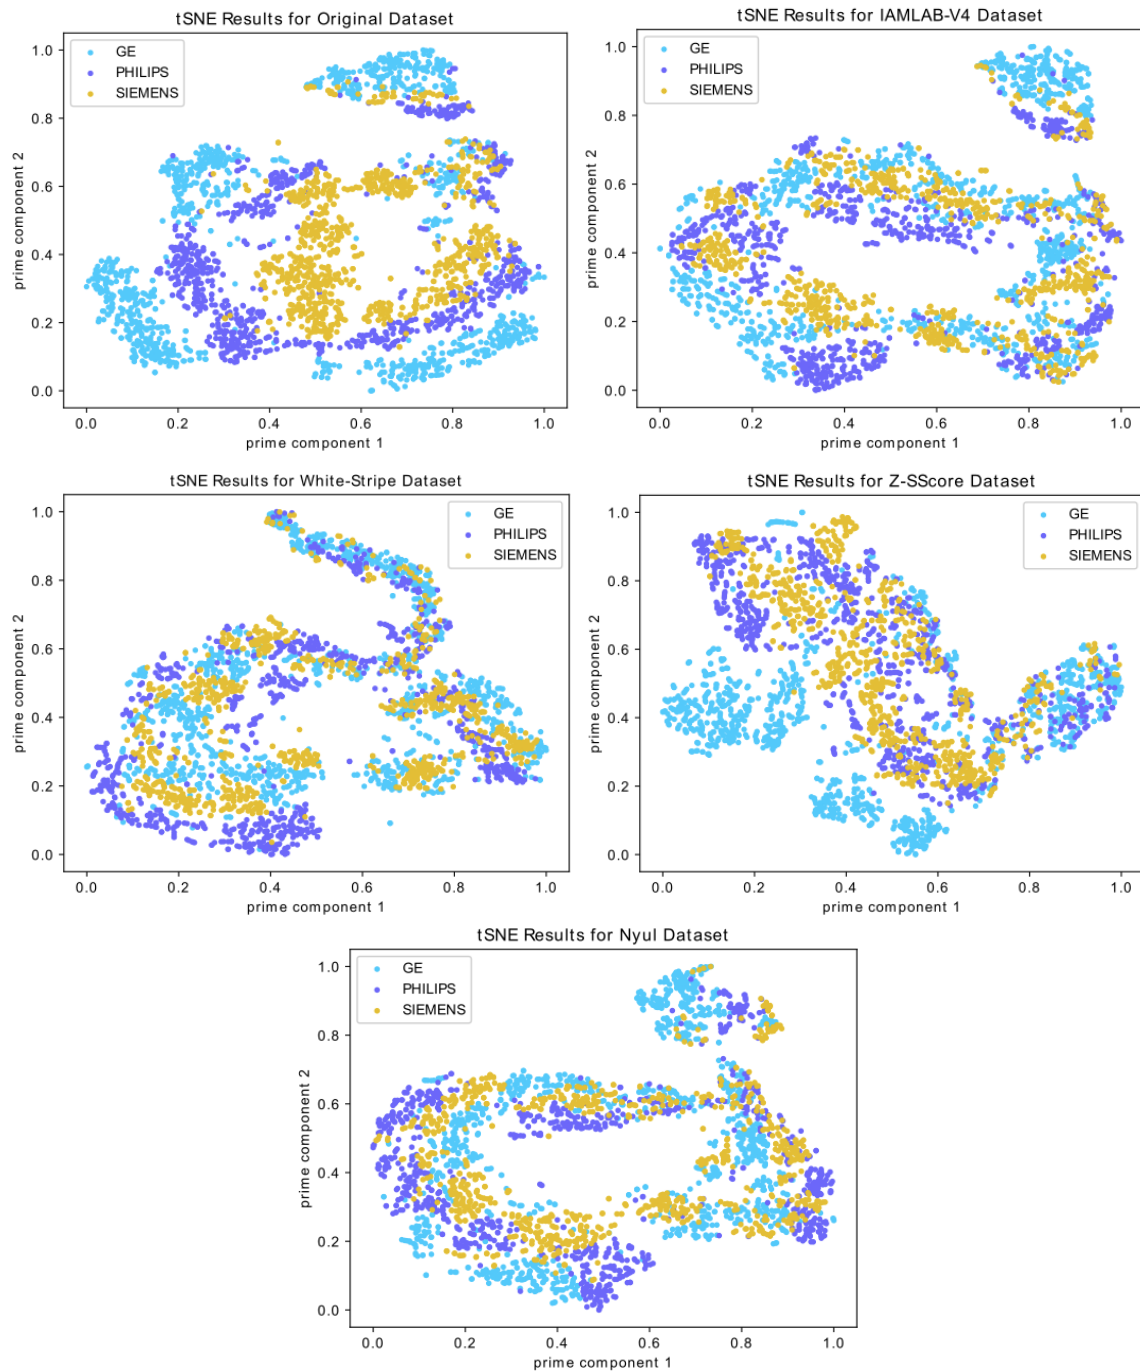 tSNE Results for Original Dataset
GE
PHILIPS
SIEMENS
prime component 2
1.0
0.8
0.6
0.4
0.2
0.0
0.0 0.2 0.4 0.6 0.8 1.0
prime component 1
tSNE Results for IAMLAB-V4 Dataset
GE
PHILIPS
SIEMENS
prime component 2
1.0
0.8
0.6
0.4
0.2
0.0
0.0 0.2 0.4 0.6 0.8 1.0
prime component 1
tSNE Results for White-Stripe Dataset
GE
PHILIPS
SIEMENS
prime component 2
1.0
0.8
0.6
0.4
0.2
0.0
0.0 0.2 0.4 0.6 0.8 1.0
prime component 1
tSNE Results for Z-SScore Dataset
GE
PHILIPS
SIEMENS
prime component 2
1.0
0.8
0.6
0.4
0.2
0.0
0.0 0.2 0.4 0.6 0.8 1.0
prime component 1
tSNE Results for Nyul Dataset
GE
PHILIPS
SIEMENS
prime component 2
1.0
0.8
0.6
0.4
0.2
0.0
0.0 0.2 0.4 0.6 0.8 1.0
prime component 1